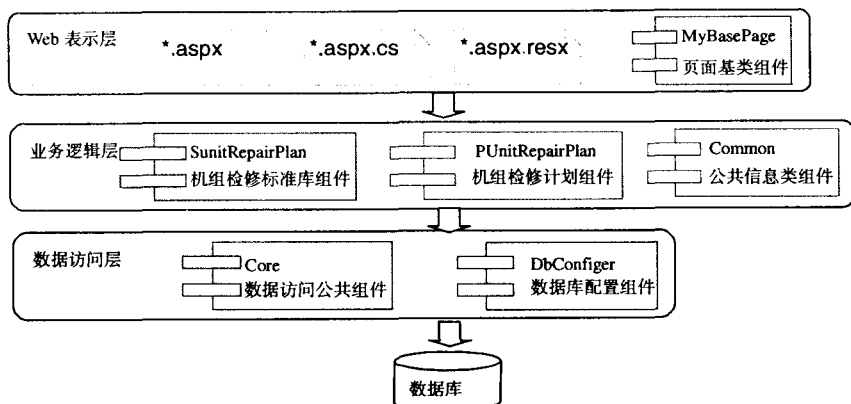 Web 表示层
*.aspx
*.aspx.cs
*.aspx.resx
MyBasePage
页面基类组件
业务逻辑层
SunitRepairPlan
机组检修标准库组件
PUnitRepairPlan
机组检修计划组件
Common
公共信息类组件
数据访问层
Core
数据访问公共组件
DbConfiger
数据库配置组件
数据库